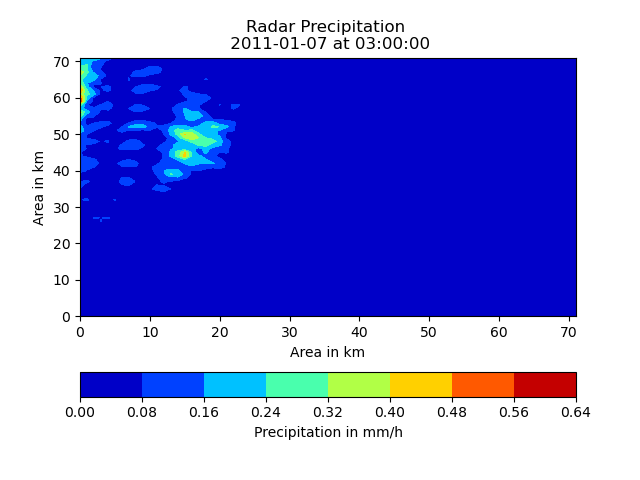 Radar Precipitation
2011-01-07 at 03:00:00
70
60
50
40
30
20
10
0
Area in km
0 10 20 30 40 50 60 70
Area in km
0.00 0.08 0.16 0.24 0.32 0.40 0.48 0.56 0.64
Precipitation in mm/h